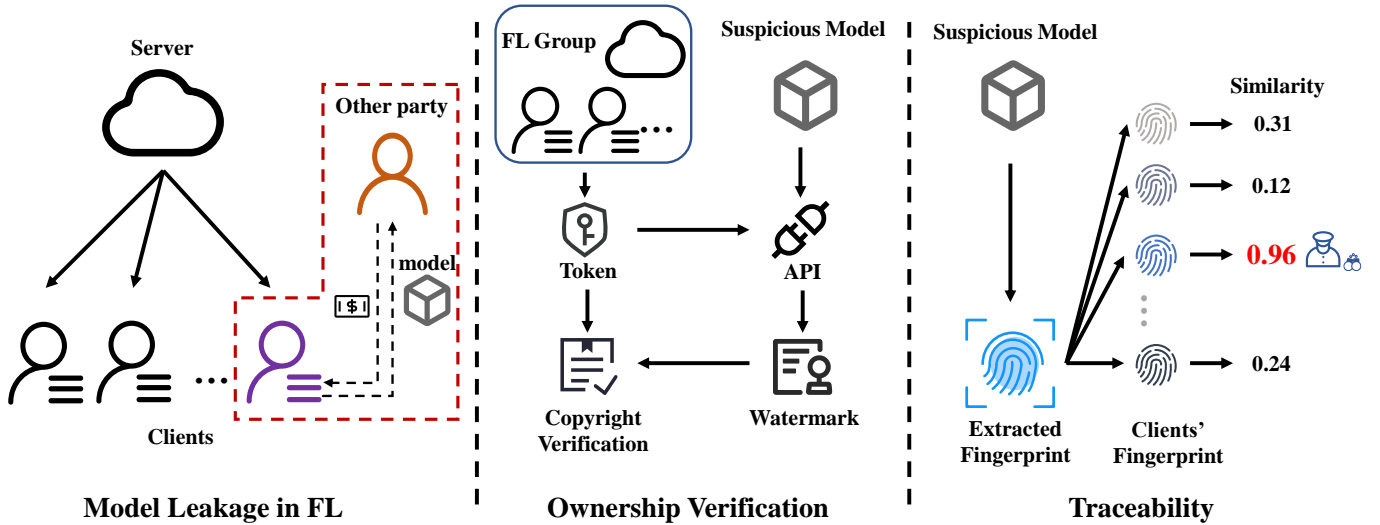 Server
Other party
model
|$|
...
Clients
Model Leakage in FL
FL Group
...
Suspicious Model
Token
API
Copyright
Verification
Watermark
Ownership Verification
Suspicious Model
Similarity
0.31
0.12
0.96
0.24
Extracted
Fingerprint
Clients’
Fingerprint
Traceability